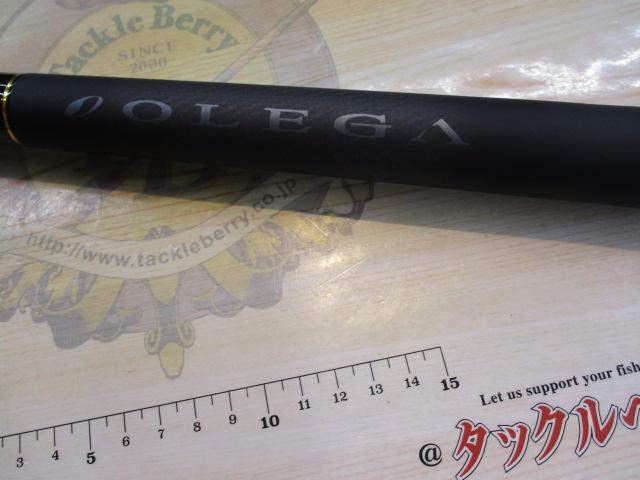 Tackle Berry
SINCE
2000
OLEGA
http://www.tackleberry.co.jp
3 4 5 6 7 8 9 10 11 12 13 14 15
Let us support your fish
@タックル